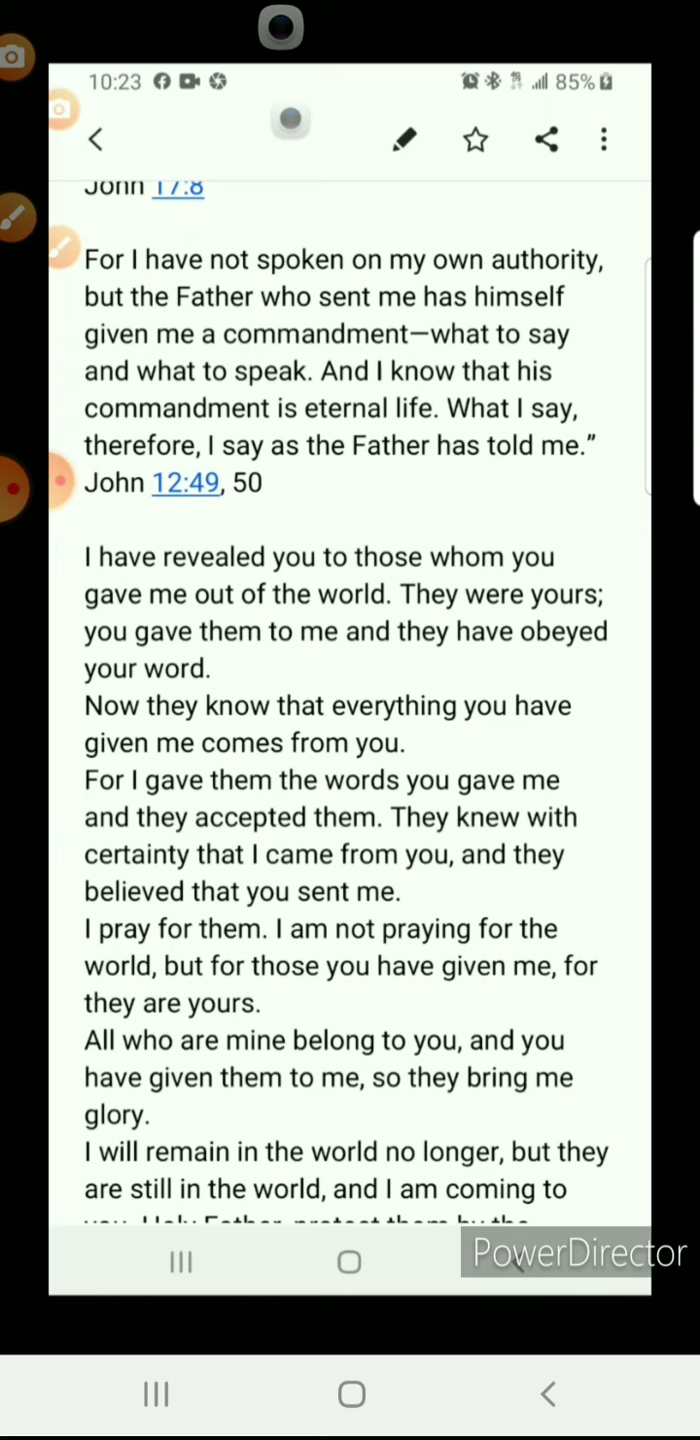 10:23
85%
John 17:8
For I have not spoken on my own authority,
but the Father who sent me has himself
given me a commandment—what to say
and what to speak. And I know that his
commandment is eternal life. What I say,
therefore, I say as the Father has told me.”
John 12:49, 50
I have revealed you to those whom you
gave me out of the world. They were yours;
you gave them to me and they have obeyed
your word.
Now they know that everything you have
given me comes from you.
For I gave them the words you gave me
and they accepted them. They knew with
certainty that I came from you, and they
believed that you sent me.
I pray for them. I am not praying for the
world, but for those you have given me, for
they are yours.
All who are mine belong to you, and you
have given them to me, so they bring me
glory.
I will remain in the world no longer, but they
are still in the world, and I am coming to
you. Holy Father, protect them by the
PowerDirector